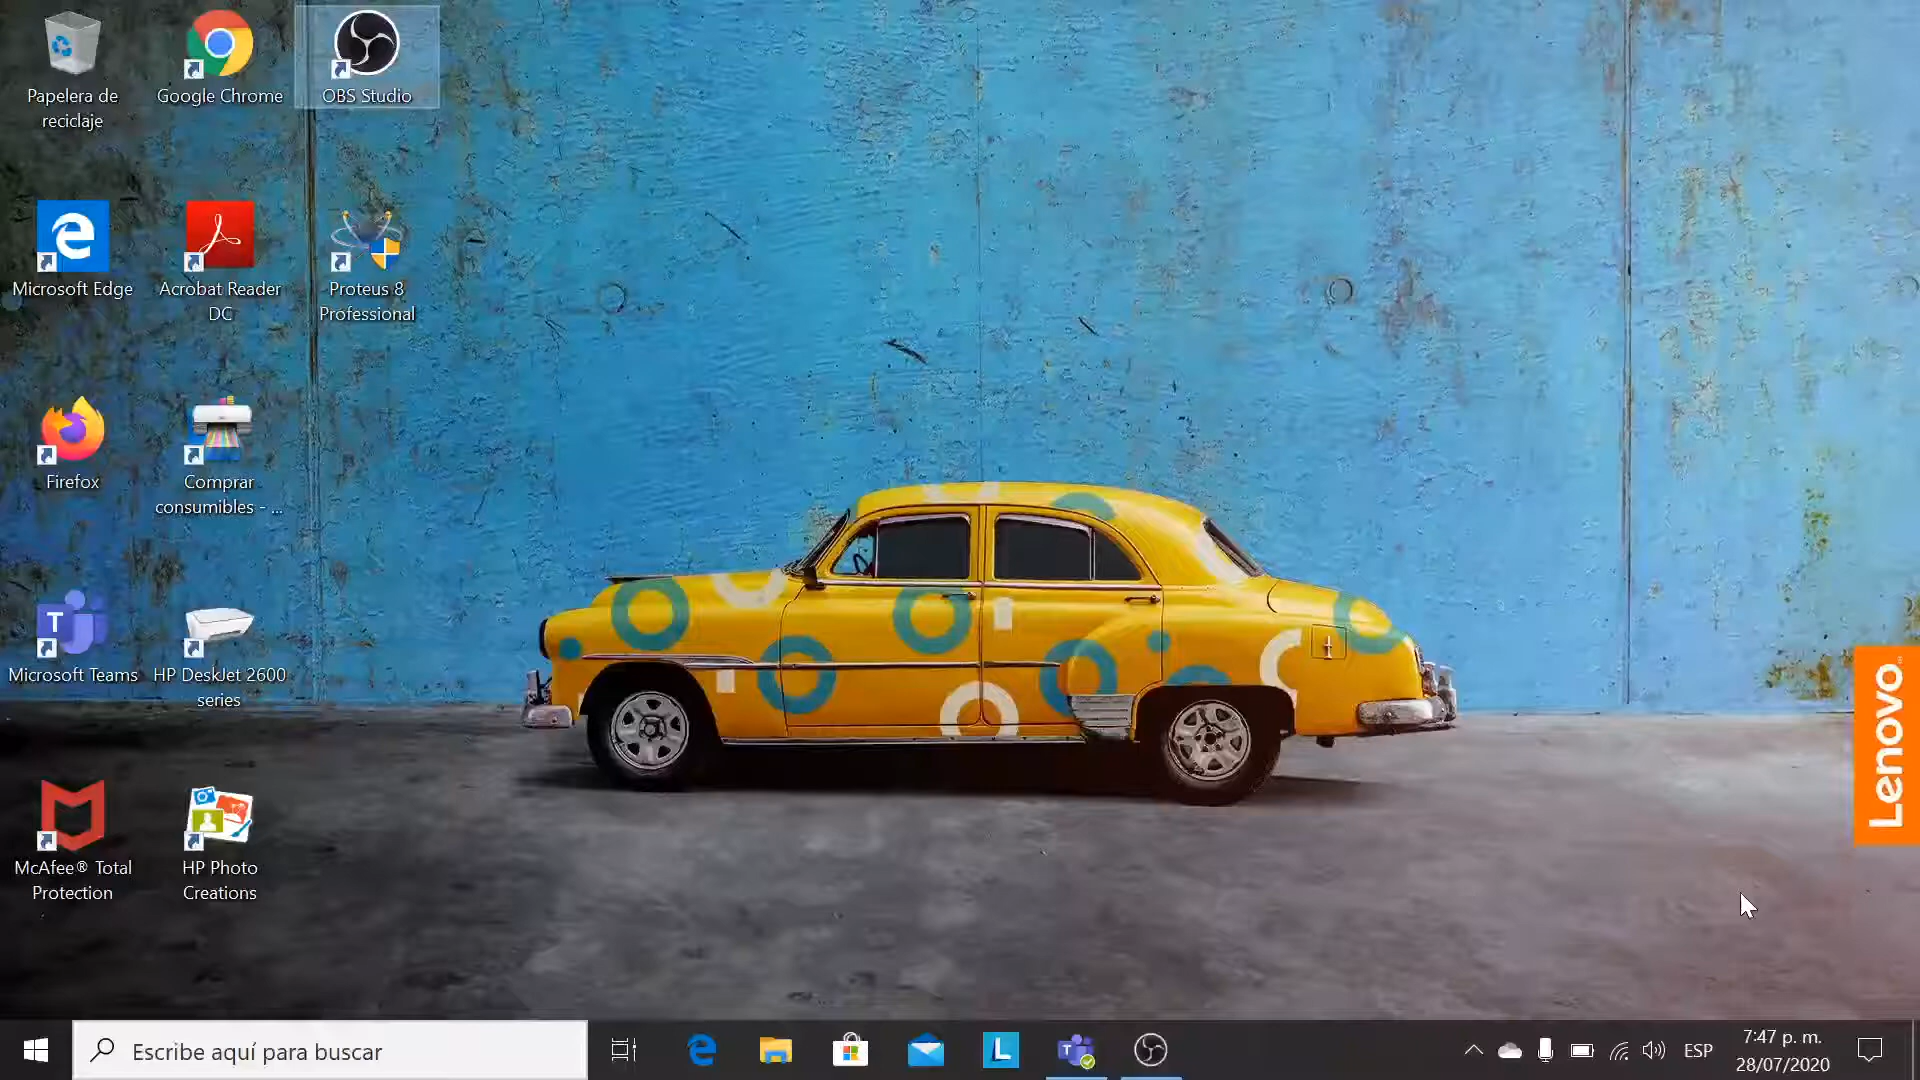 Papelera de
reciclaje
Google Chrome
OBS Studio
Microsoft Edge
Acrobat Reader
DC
Proteus 8
Professional
Firefox
Comprar
consumibles - ...
Microsoft Teams
HP DeskJet 2600
series
McAfee® Total
Protection
HP Photo
Creations
Lenovo
Escribe aquí para buscar
L
T
ESP
7:47 p. m.
28/07/2020